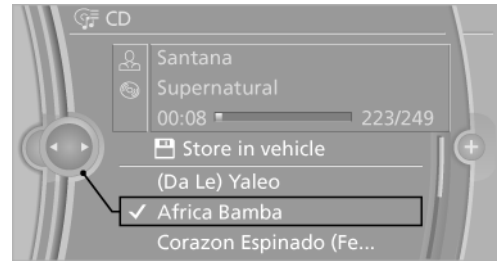 CD
Santana
Supernatural
00:08 223/249
Store in vehicle
(Da Le) Yaleo
Africa Bamba
Corazon Espinado (Fe...